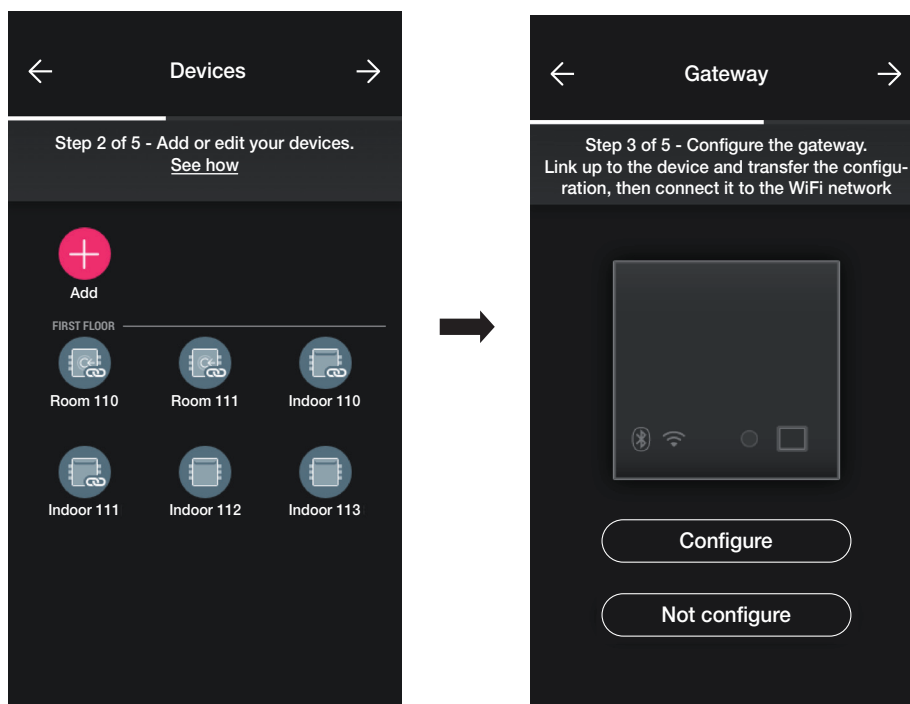 Devices
Step 2 of 5 - Add or edit your devices.
See how
Add
FIRST FLOOR
Room 110
Room 111
Indoor 110
Indoor 111
Indoor 112
Indoor 113
Gateway
Step 3 of 5 - Configure the gateway.
Link up to the device and transfer the configu-
ration, then connect it to the WiFi network
Configure
Not configure